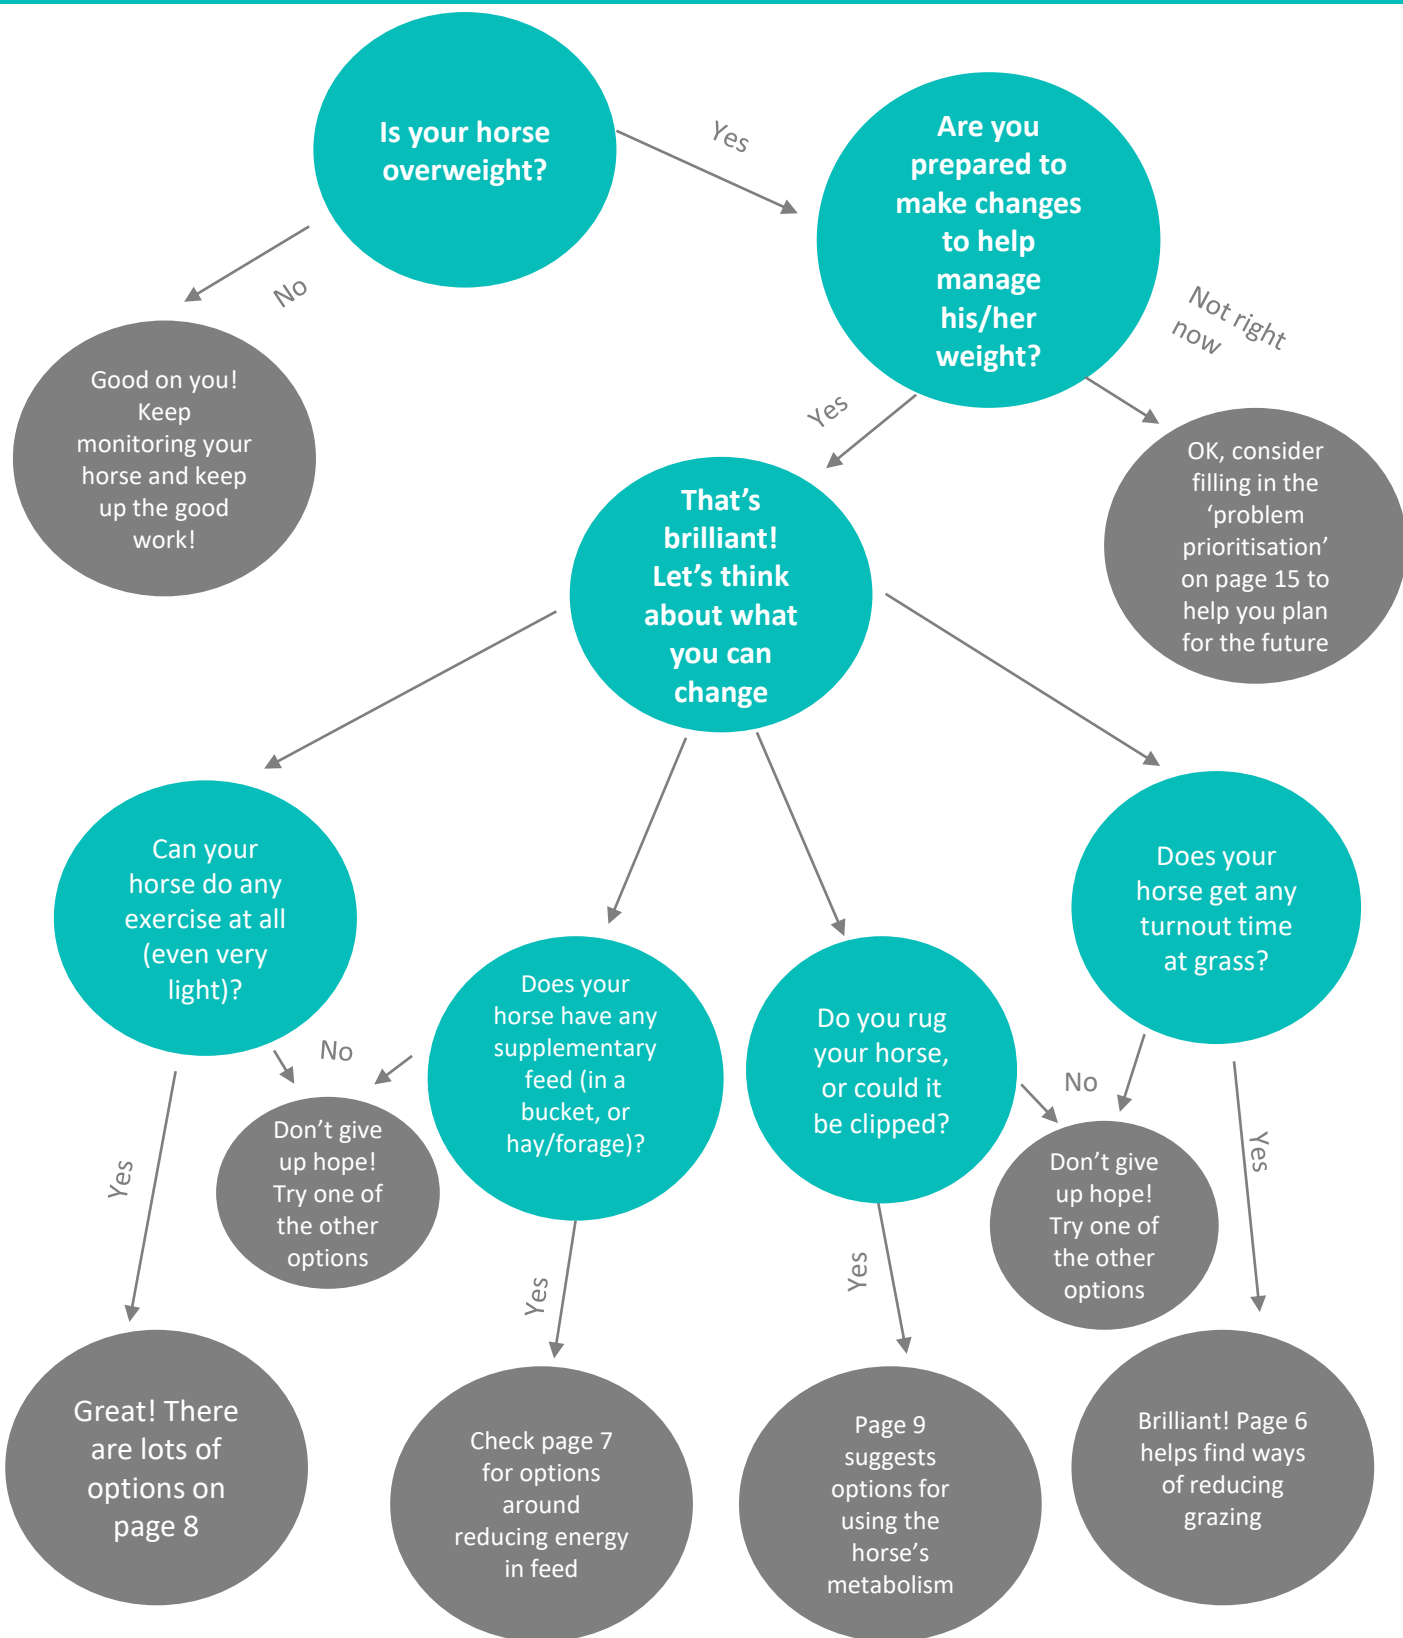 Is your horse
overweight?
Yes
Are you
prepared to
make changes
to help
manage
his/her
weight?
No
Not right
now
Good on you!
Keep
monitoring your
horse and keep
up the good
work!
Yes
OK, consider
filling in the
‘problem
prioritisation’
on page 15 to
help you plan
for the future
That’s
brilliant!
Let’s think
about what
you can
change
Can your
horse do any
exercise at all
(even very
light)?
Does your
horse have any
supplementary
feed (in a
bucket, or
hay/forage)?
Do you rug
your horse,
or could it
be clipped?
Does your
horse get any
turnout time
at grass?
No
Don’t give
up hope!
Try one of
the other
options
No
Don’t give
up hope!
Try one of
the other
options
Yes
Yes
Yes
Yes
Great! There
are lots of
options on
page 8
Check page 7
for options
around
reducing energy
in feed
Page 9
suggests
options for
using the
horse’s
metabolism
Brilliant! Page 6
helps find ways
of reducing
grazing